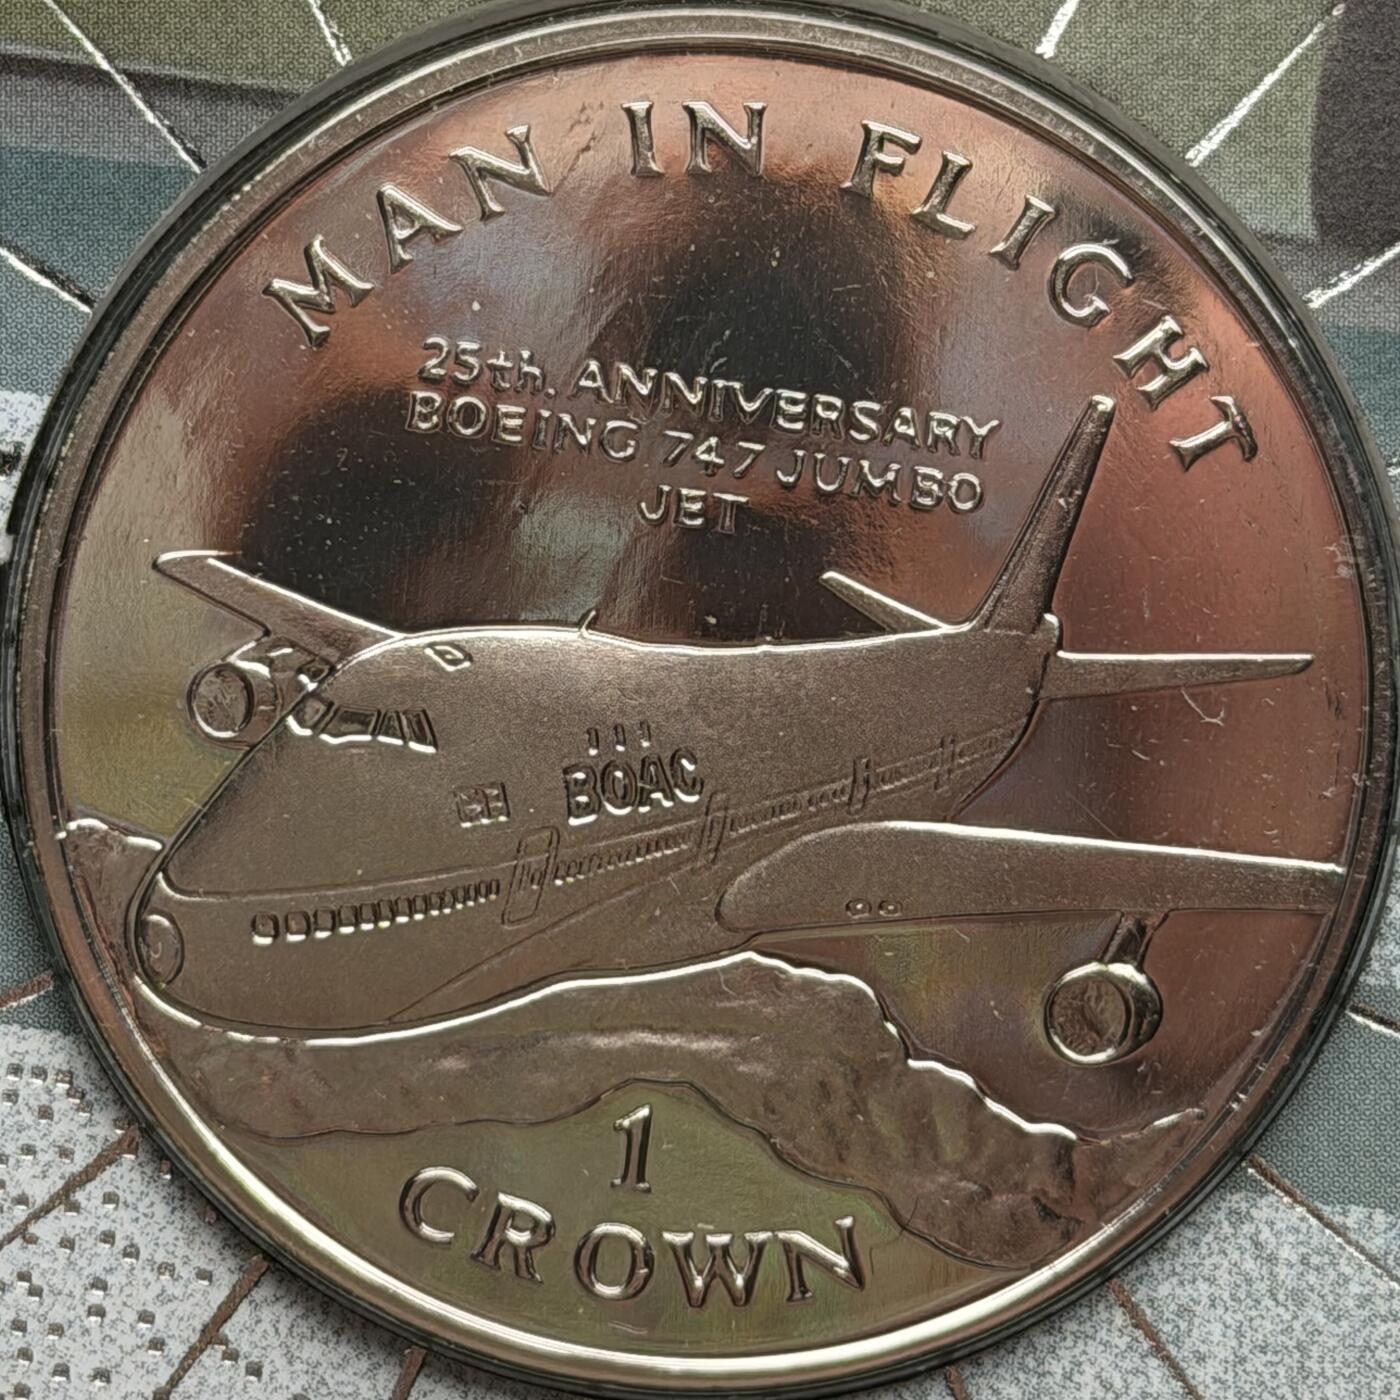 MAN IN FLIGHT
25th. ANNIVERSARY
BOEING 747 JUMBO
JET
BOAC
1
CROWN